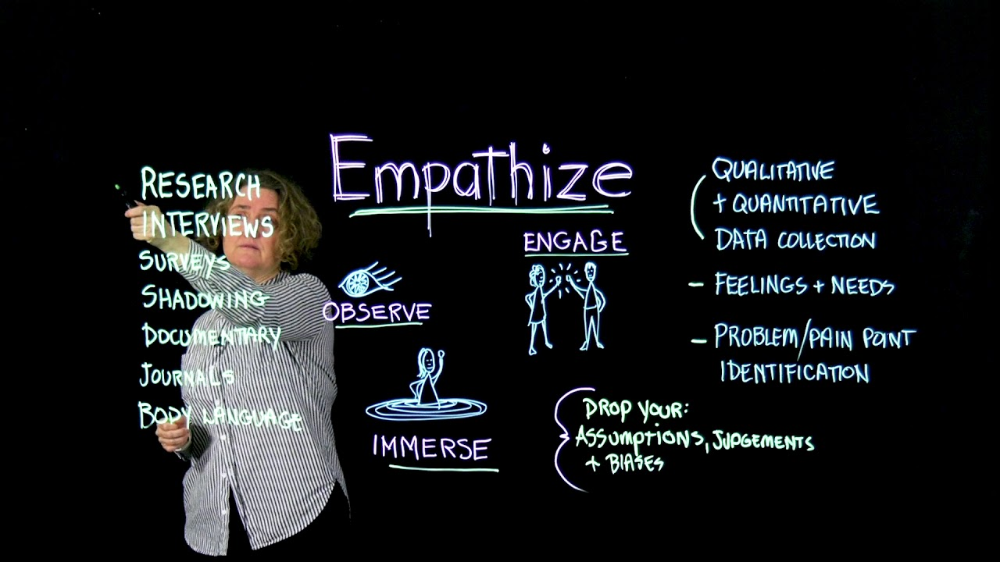 Empathize
RESEARCH
INTERVIEWS
SURVEYS
SHADOWING
DOCUMENTARY
JOURNALS
BODY LANGUAGE
OBSERVE
ENGAGE
IMMERSE
QUALITATIVE
+ QUANTITATIVE
DATA COLLECTION
- FEELINGS + NEEDS
- PROBLEM/PAIN POINT
IDENTIFICATION
DROP YOUR:
ASSUMPTIONS, JUDGEMENTS
+ BIASES